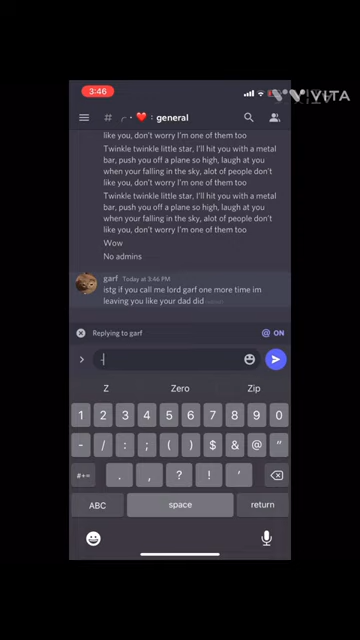 3:46
VITA
# ╭・❤️：general
like you, don't worry I'm one of them too
Twinkle twinkle little star, I'll hit you with a metal
bar, push you off a plane so high, laugh at you
when your falling in the sky, alot of people don't
like you, don't worry I'm one of them too
Twinkle twinkle little star, I'll hit you with a metal
bar, push you off a plane so high, laugh at you
when your falling in the sky, alot of people don't
like you, don't worry I'm one of them too
Wow
No admins
garf Today at 3:46 PM
istg if you call me lord garf one more time im
leaving you like your dad did (edited)
Replying to garf
@ ON
-
Z Zero Zip
1 2 3 4 5 6 7 8 9 0
- / : ; ( ) $ & @ "
#+= . , ? ! '
ABC space return